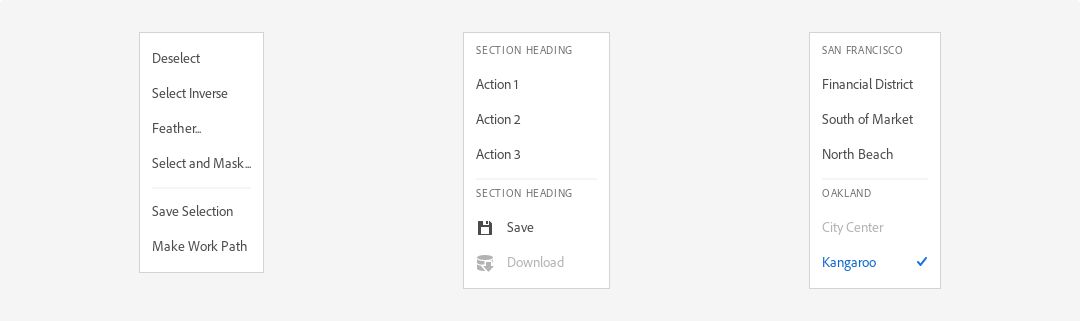 Deselect
Select Inverse
Feather...
Select and Mask...
Save Selection
Make Work Path
SECTION HEADING
Action 1
Action 2
Action 3
SECTION HEADING
Save
Download
SAN FRANCISCO
Financial District
South of Market
North Beach
OAKLAND
City Center
Kangaroo